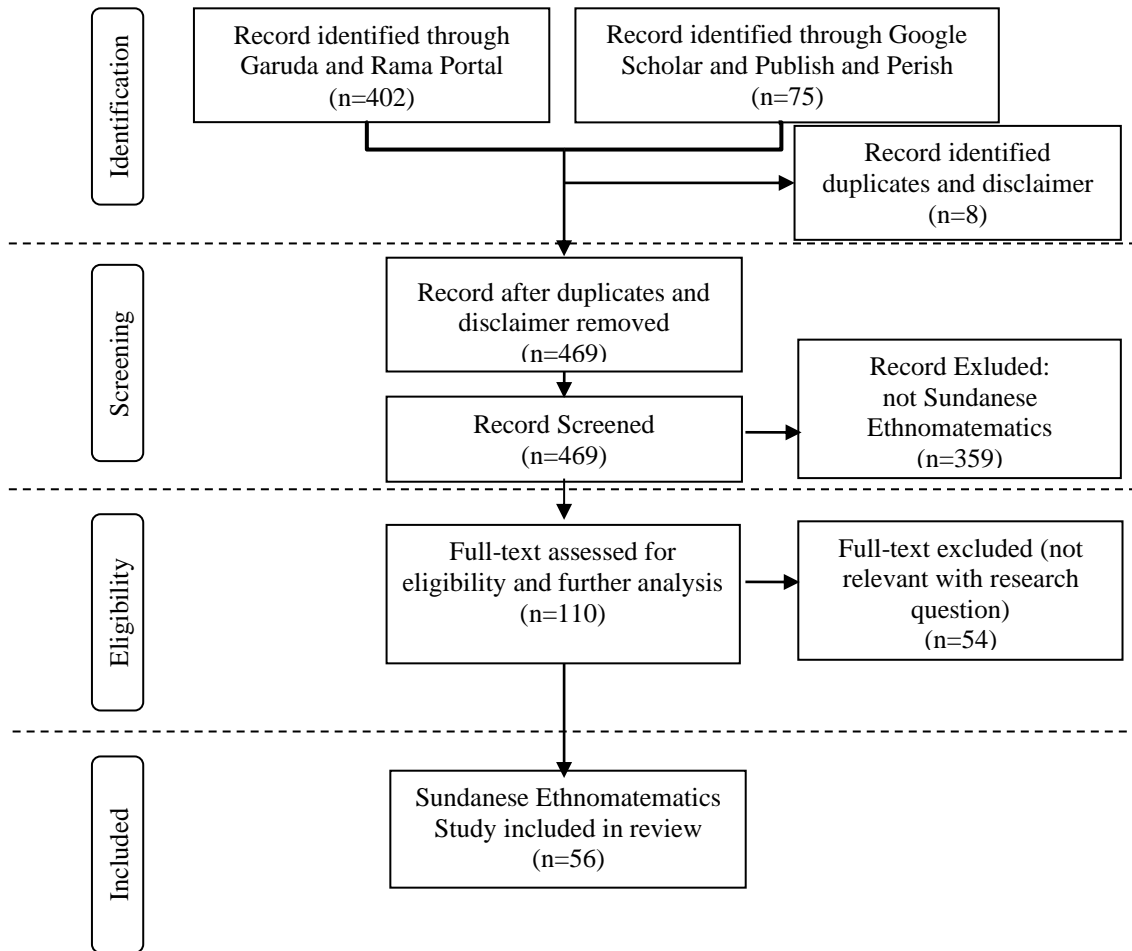 Identification
Record identified through
Garuda and Rama Portal
(n=402)
Record identified through Google
Scholar and Publish and Perish
(n=75)
Record identified
duplicates and disclaimer
(n=8)
Screening
Record after duplicates and
disclaimer removed
(n=469)
Record Screened
(n=469)
Record Exluded:
not Sundanese
Ethnomatematics
(n=359)
Eligibility
Full-text assessed for
eligibility and further analysis
(n=110)
Full-text excluded (not
relevant with research
question)
(n=54)
Included
Sundanese Ethnomatematics
Study included in review
(n=56)